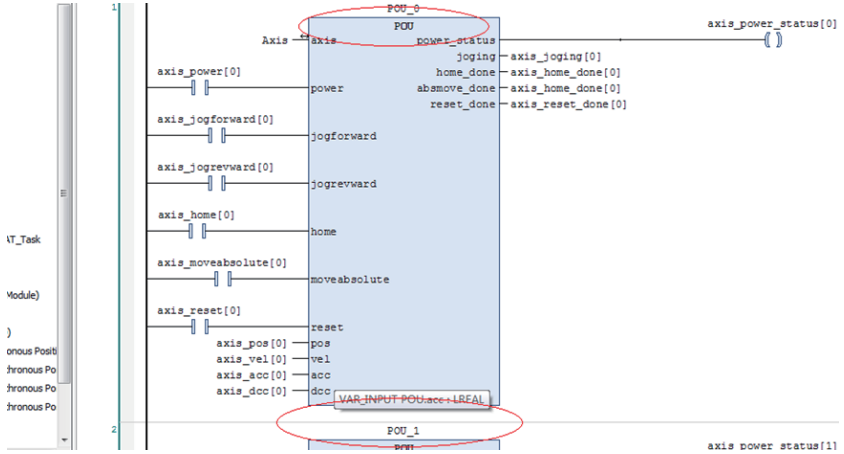 1
POU_0
POU
axis_power_status[0]
Axis
axis
power_status
joging
axis_joging[0]
home_done
axis_home_done[0]
axis_power[0]
power
absmove_done
axis_home_done[0]
reset_done
axis_reset_done[0]
axis_jogforward[0]
jogforward
axis_jogrevward[0]
jogrevward
axis_home[0]
home
AT_Task
axis_moveabsolute[0]
moveabsolute
Module)
axis_reset[0]
reset
)
axis_pos[0]
pos
onous Positi
axis_vel[0]
vel
chronous Po
axis_acc[0]
acc
chronous Po
axis_dcc[0]
dcc
VAR_INPUT POU.acc : LREAL
chronous Po
2
POU_1
POU
axis_power_status[1]